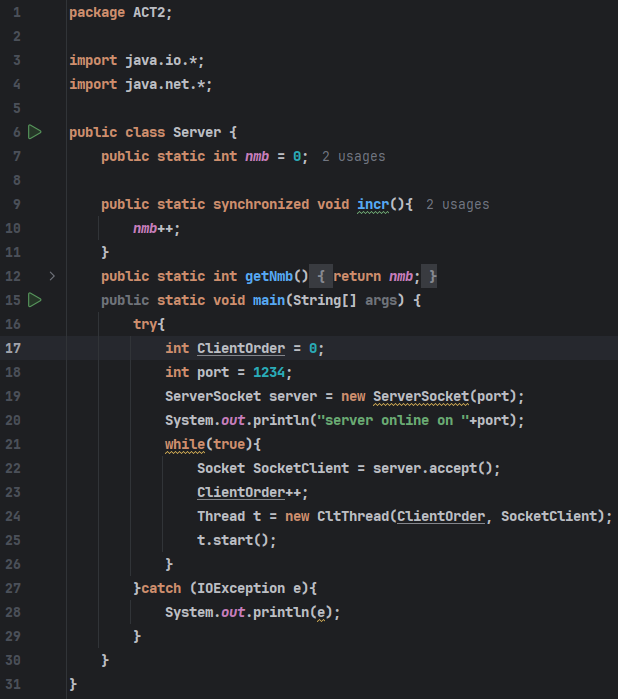 1 package ACT2;
2
3 import java.io.*;
4 import java.net.*;
5
6 public class Server {
7 public static int nmb = 0; 2 usages
8
9 public static synchronized void incr(){ 2 usages
10 nmb++;
11 }
12 public static int getNmb() { return nmb; }
15 public static void main(String[] args) {
16 try{
17 int ClientOrder = 0;
18 int port = 1234;
19 ServerSocket server = new ServerSocket(port);
20 System.out.println("server online on "+port);
21 while(true){
22 Socket SocketClient = server.accept();
23 ClientOrder++;
24 Thread t = new CltThread(ClientOrder, SocketClient);
25 t.start();
26 }
27 }catch (IOException e){
28 System.out.println(e);
29 }
30 }
31 }